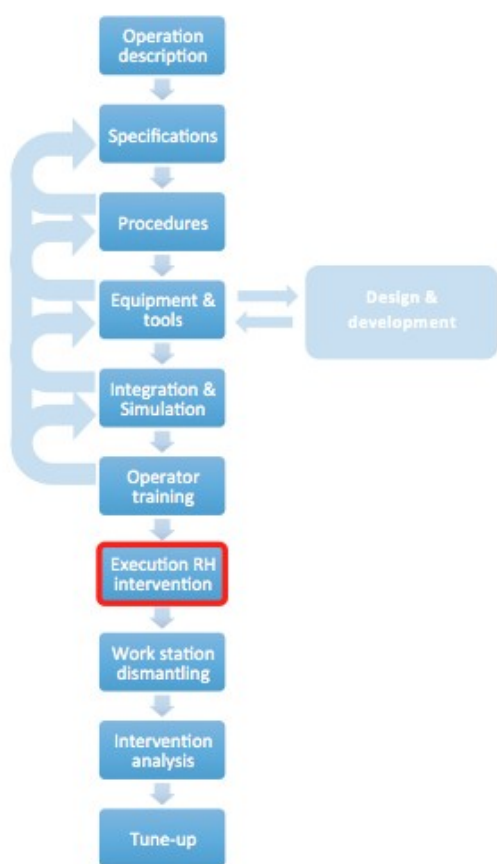 Operation
description
Specifications
Procedures
Equipment &
tools
Design &
development
Integration &
Simulation
Operator
training
Execution RH
intervention
Work station
dismantling
Intervention
analysis
Tune-up